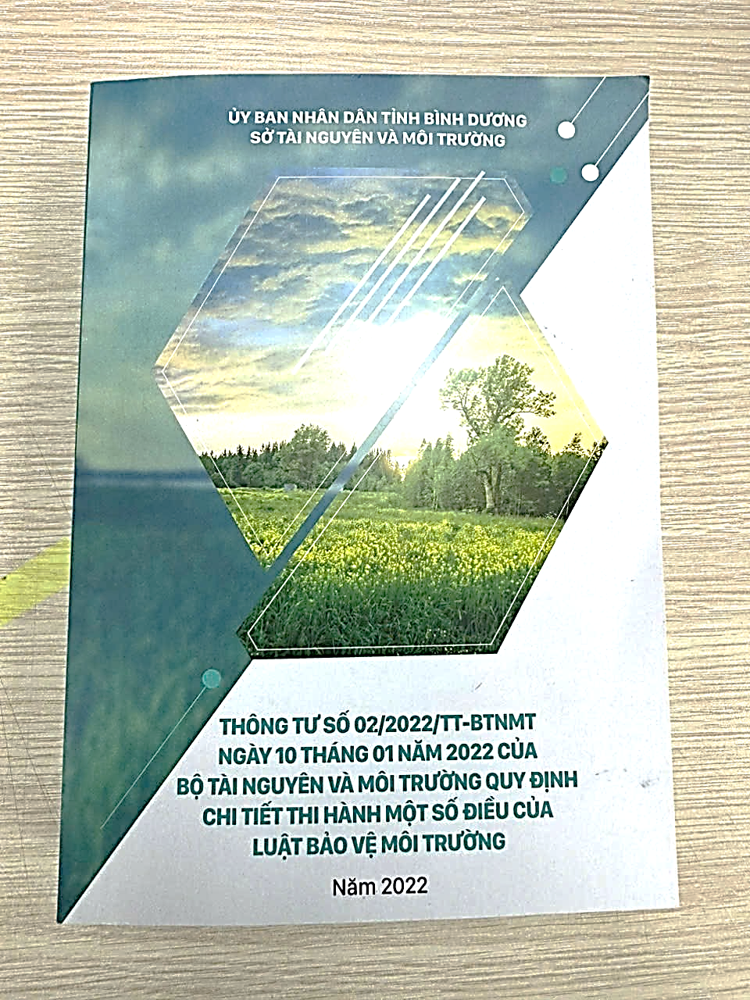 ỦY BAN NHÂN DÂN TỈNH BÌNH DƯƠNG
SỞ TÀI NGUYÊN VÀ MÔI TRƯỜNG
THÔNG TƯ SỐ 02/2022/TT-BTNMT
NGÀY 10 THÁNG 01 NĂM 2022 CỦA
BỘ TÀI NGUYÊN VÀ MÔI TRƯỜNG QUY ĐỊNH
CHI TIẾT THI HÀNH MỘT SỐ ĐIỀU CỦA
LUẬT BẢO VỆ MÔI TRƯỜNG
Năm 2022